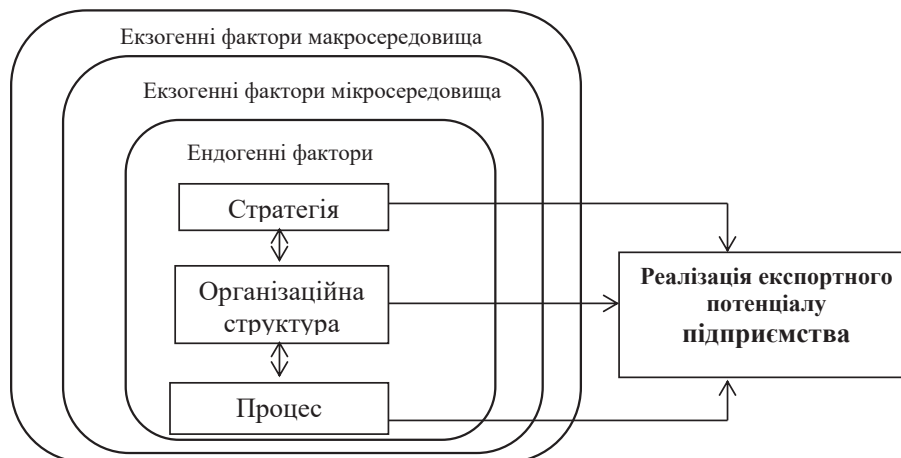 Екзогенні фактори макросередовища
Екзогенні фактори мікросередовища
Ендогенні фактори
Стратегія
Організаційна
структура
Процес
Реалізація експортного
потенціалу
підприємства